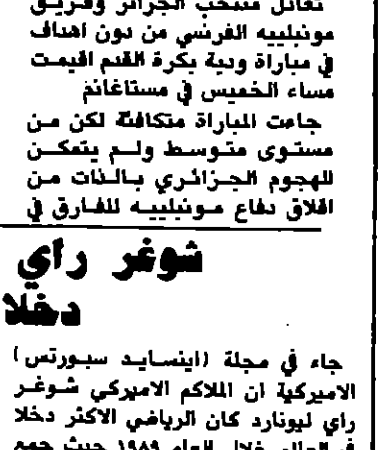 تعادل منتخب الجزائر وفريق
مونبلييه الفرنسي من دون اهداف
في مباراة ودية بكرة القدم اقيمت
مساء الخميس في مستاغانم
جاءت المباراة متكافئة لكن من
مستوى متوسط ولم يتمكن
الهجوم الجزائري بالذات من
اقلاق دفاع مونبلييه للفارق في
شوغر راي
دخلا
جاء في مجلة (اينسايد سبورتس)
الاميركية ان الملاكم الاميركي شوغر
راي ليونارد كان الرياضي الاكثر دخلا
في العالم خلال العام ١٩٨٩ حيث جمع